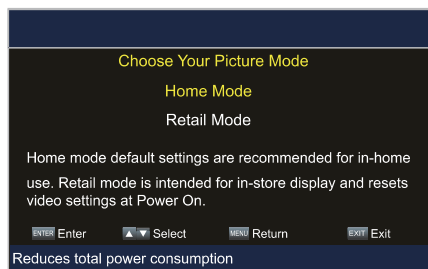 Choose Your Picture Mode
Home Mode
Retail Mode
Home mode default settings are recommended for in-home
use. Retail mode is intended for in-store display and resets
video settings at Power On.
ENTER Enter ▲ ▼ Select MENU Return EXIT Exit
Reduces total power consumption